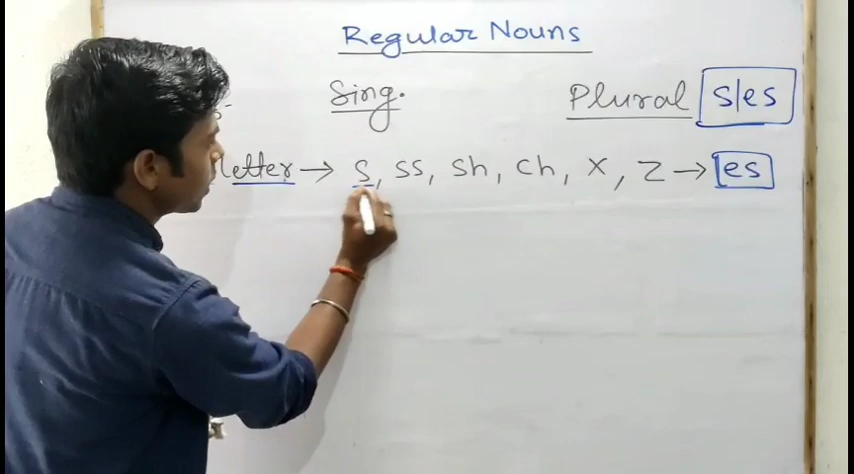 Regular Nouns
Sing. Plural s/es
letter → s, ss, sh, ch, x, z → es